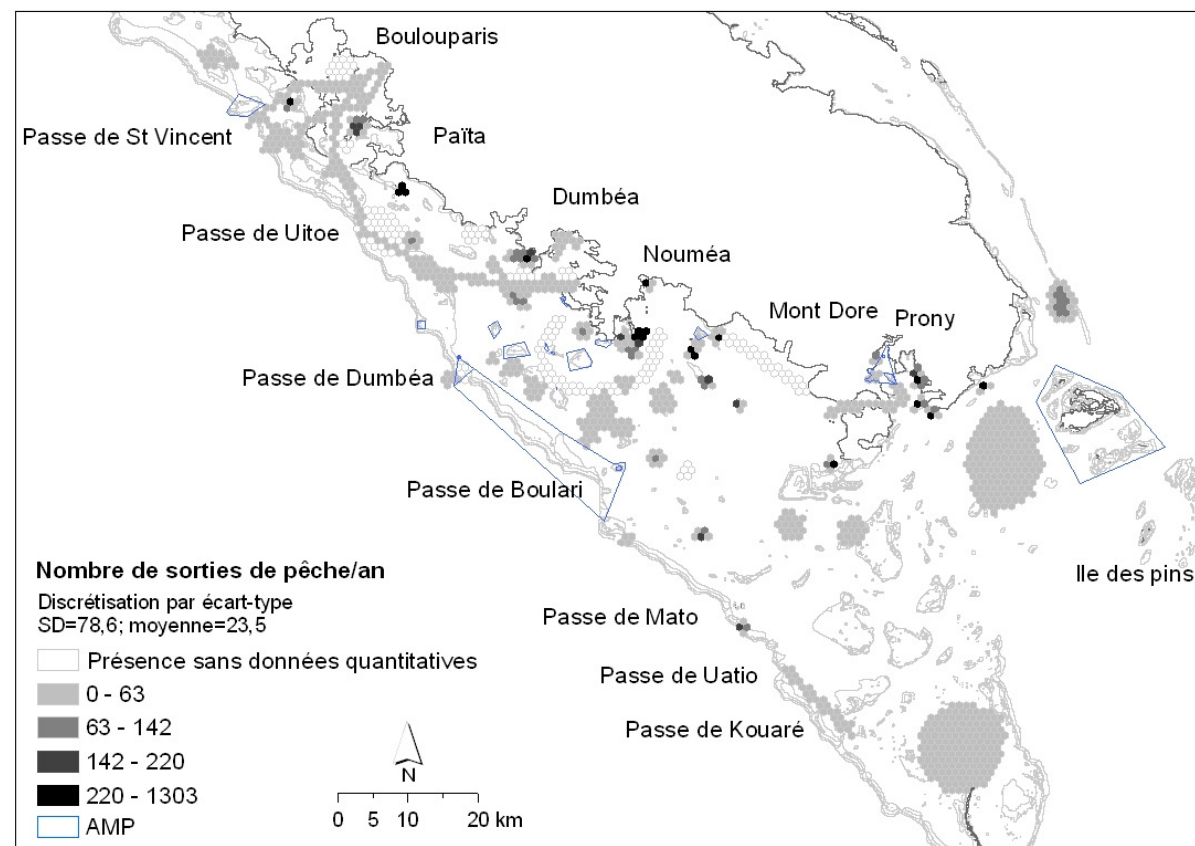 Boulouparis
Passe de St Vincent
Païta
Dumbéa
Passe de Uitoe
Nouméa
Mont Dore
Prony
Passe de Dumbéa
Passe de Boulari
Ile des pins
Passe de Mato
Passe de Uatio
Passe de Kouaré
Nombre de sorties de pêche/an
Discrétisation par écart-type
SD=78,6; moyenne=23,5
Présence sans données quantitatives
0 - 63
63 - 142
142 - 220
220 - 1303
AMP
N
0 5 10 20 km